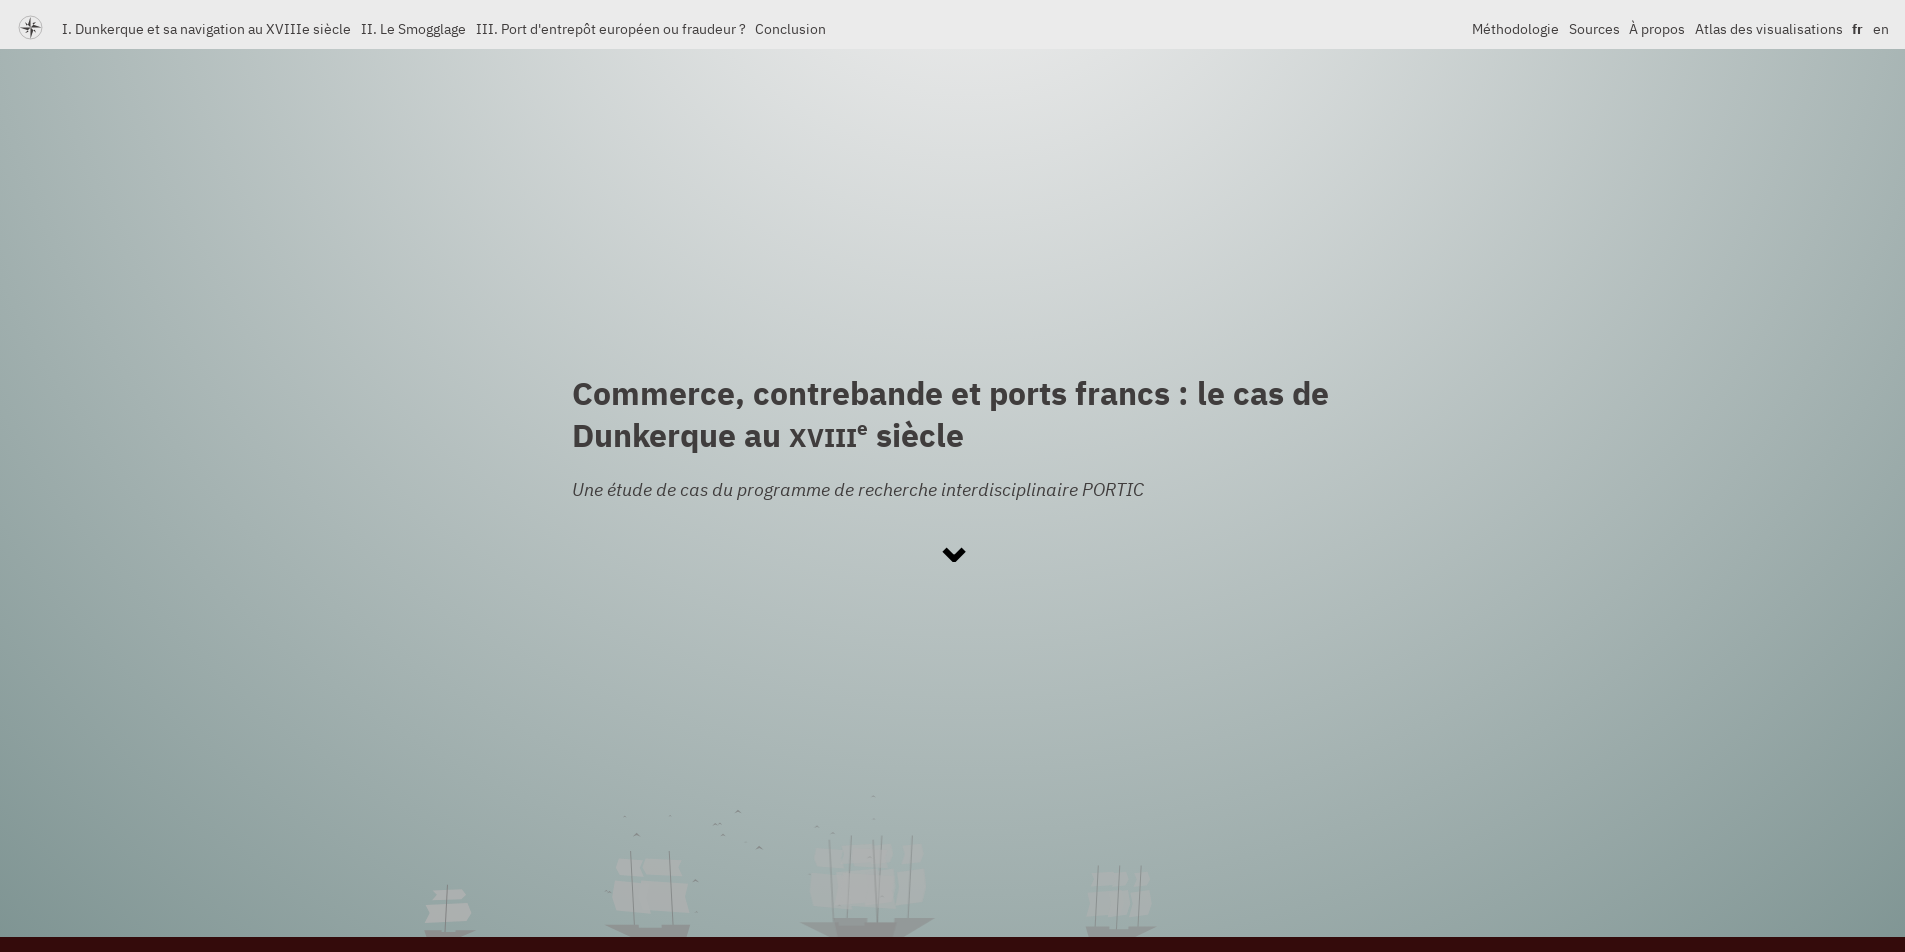 I. Dunkerque et sa navigation au XVIIIe siècle II. Le Smogglage III. Port d'entrepôt européen ou fraudeur ? Conclusion Méthodologie Sources À propos Atlas des visualisations fr en
Commerce, contrebande et ports francs : le cas de
Dunkerque au XVIIIe siècle
Une étude de cas du programme de recherche interdisciplinaire PORTIC